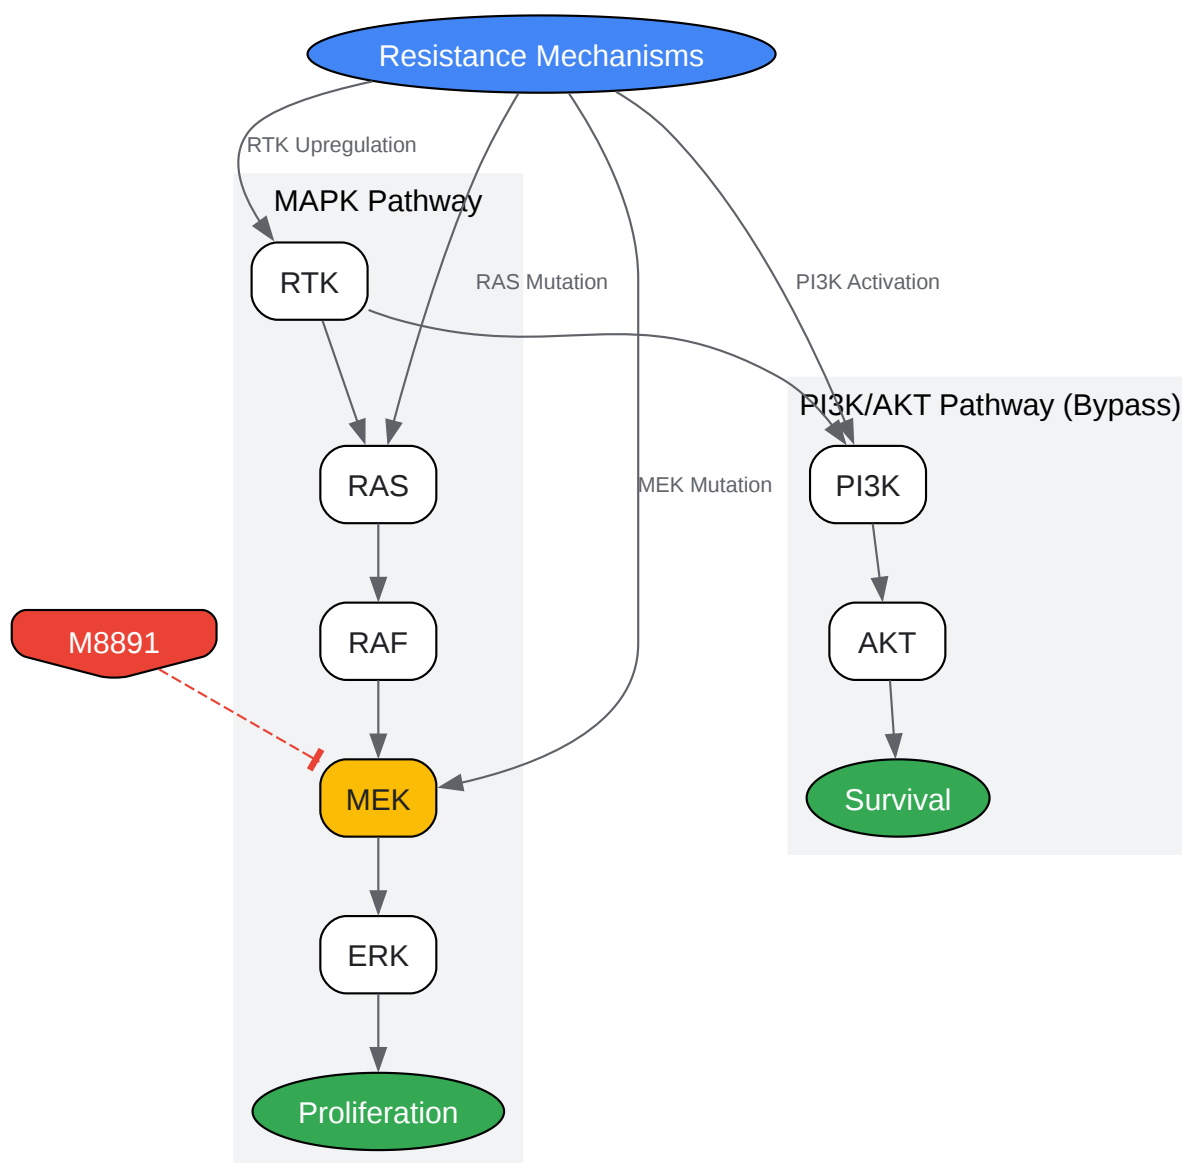 Resistance Mechanisms
RTK Upregulation
MAPK Pathway
RTK
RAS Mutation
PI3K Activation
PI3K/AKT Pathway (Bypass)
RAS
MEK Mutation
PI3K
M8891
RAF
AKT
MEK
Survival
ERK
Proliferation